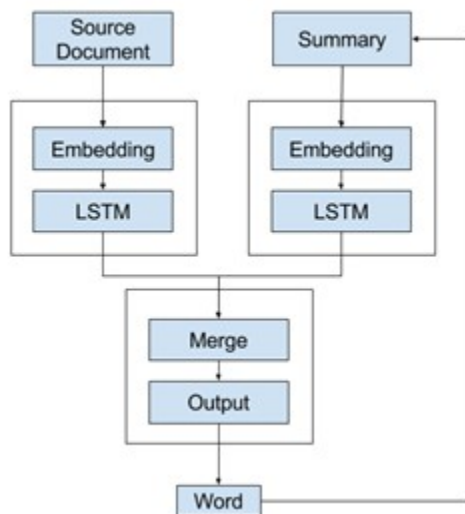 Source
Document
Summary
Embedding
LSTM
Embedding
LSTM
Merge
Output
Word